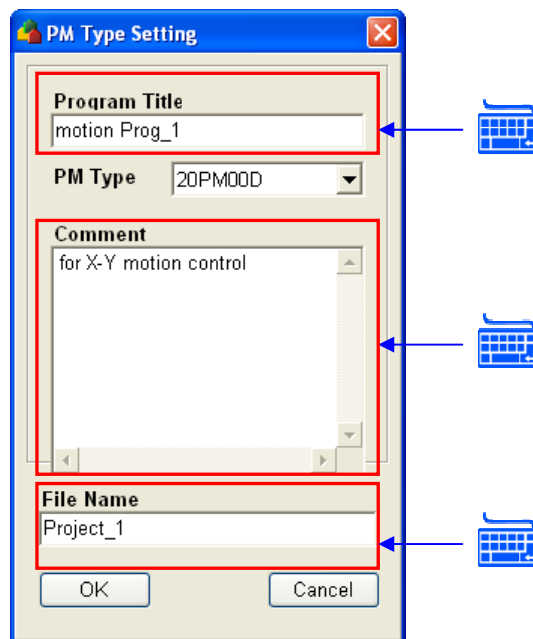 PM Type Setting
Program Title
motion Prog_1
PM Type 20PM00D
Comment
for X-Y motion control
File Name
Project_1
OK Cancel